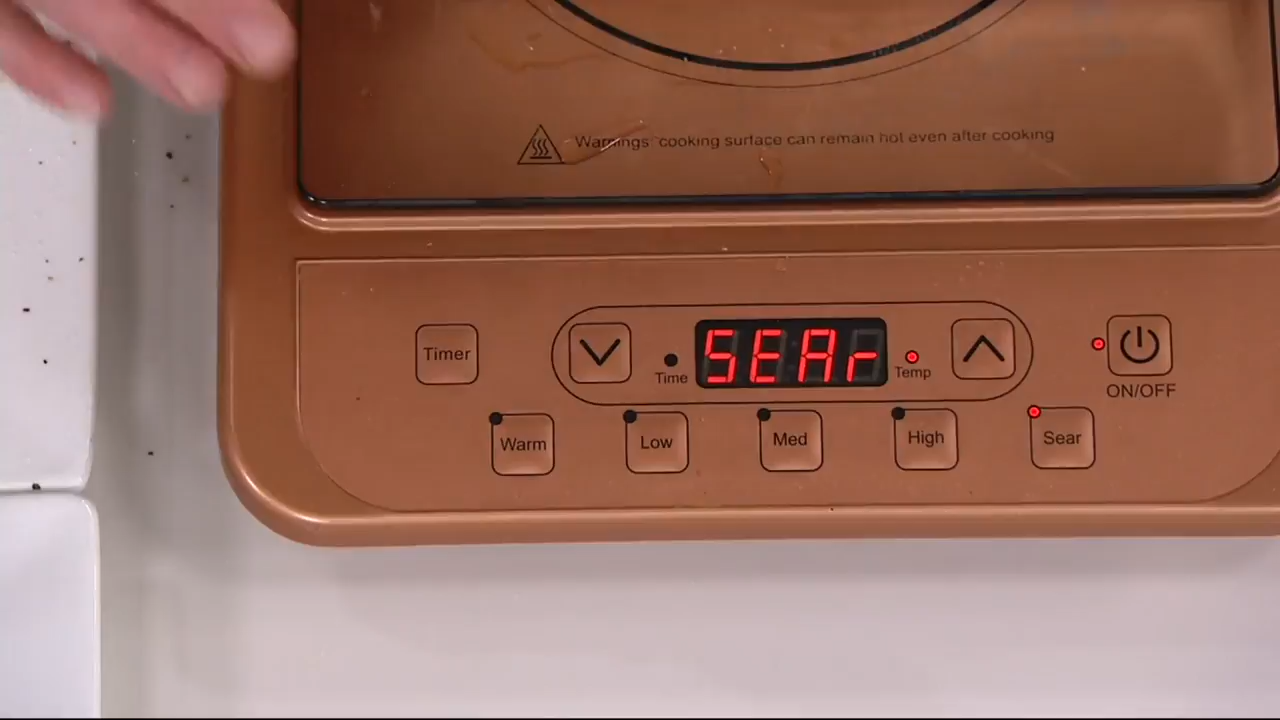 Warnings: cooking surface can remain hot even after cooking
Timer
Time
SEAr
Temp
ON/OFF
Warm
Low
Med
High
Sear